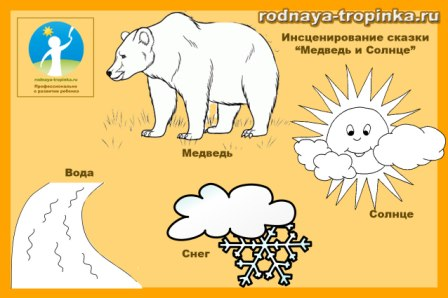 rodnaya-tropinka.ru
Инсценирование сказки
“Медведь и Солнце”
rodnaya-tropinka.ru
Профессионально
о развитии ребенка
Медведь
Вода
Солнце
Снег